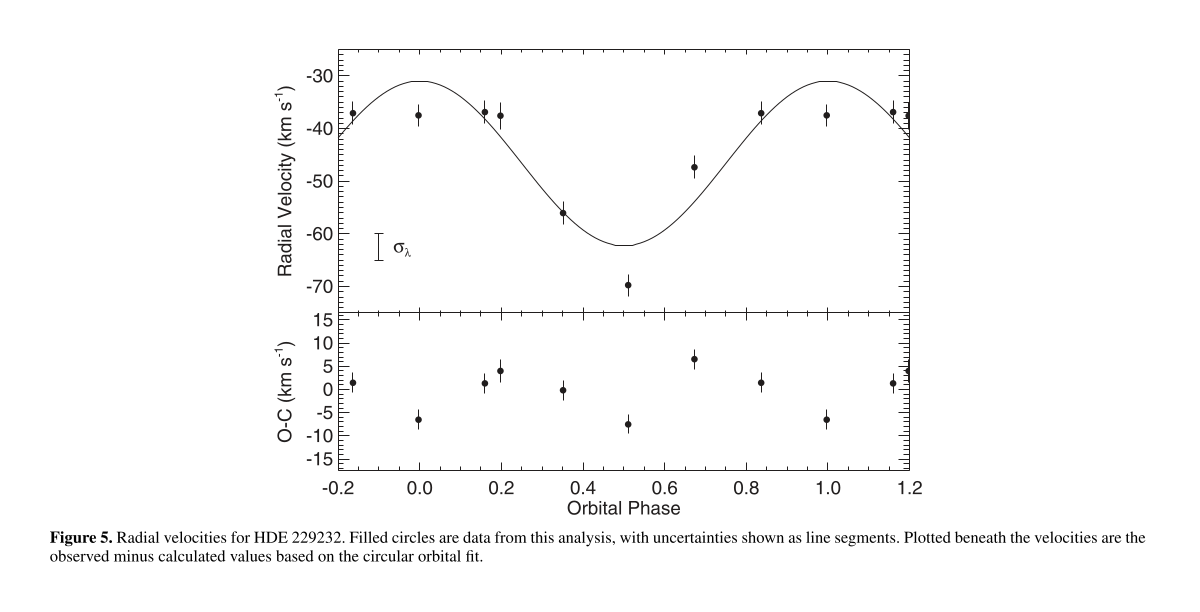 Radial Velocity (km s-1)
-30
-40
-50
-60
-70
σλ
O-C (km s-1)
15
10
5
0
-5
-10
-15
-0.2 0.0 0.2 0.4 0.6 0.8 1.0 1.2
Orbital Phase
Figure 5. Radial velocities for HDE 229232. Filled circles are data from this analysis, with uncertainties shown as line segments. Plotted beneath the velocities are the
observed minus calculated values based on the circular orbital fit.